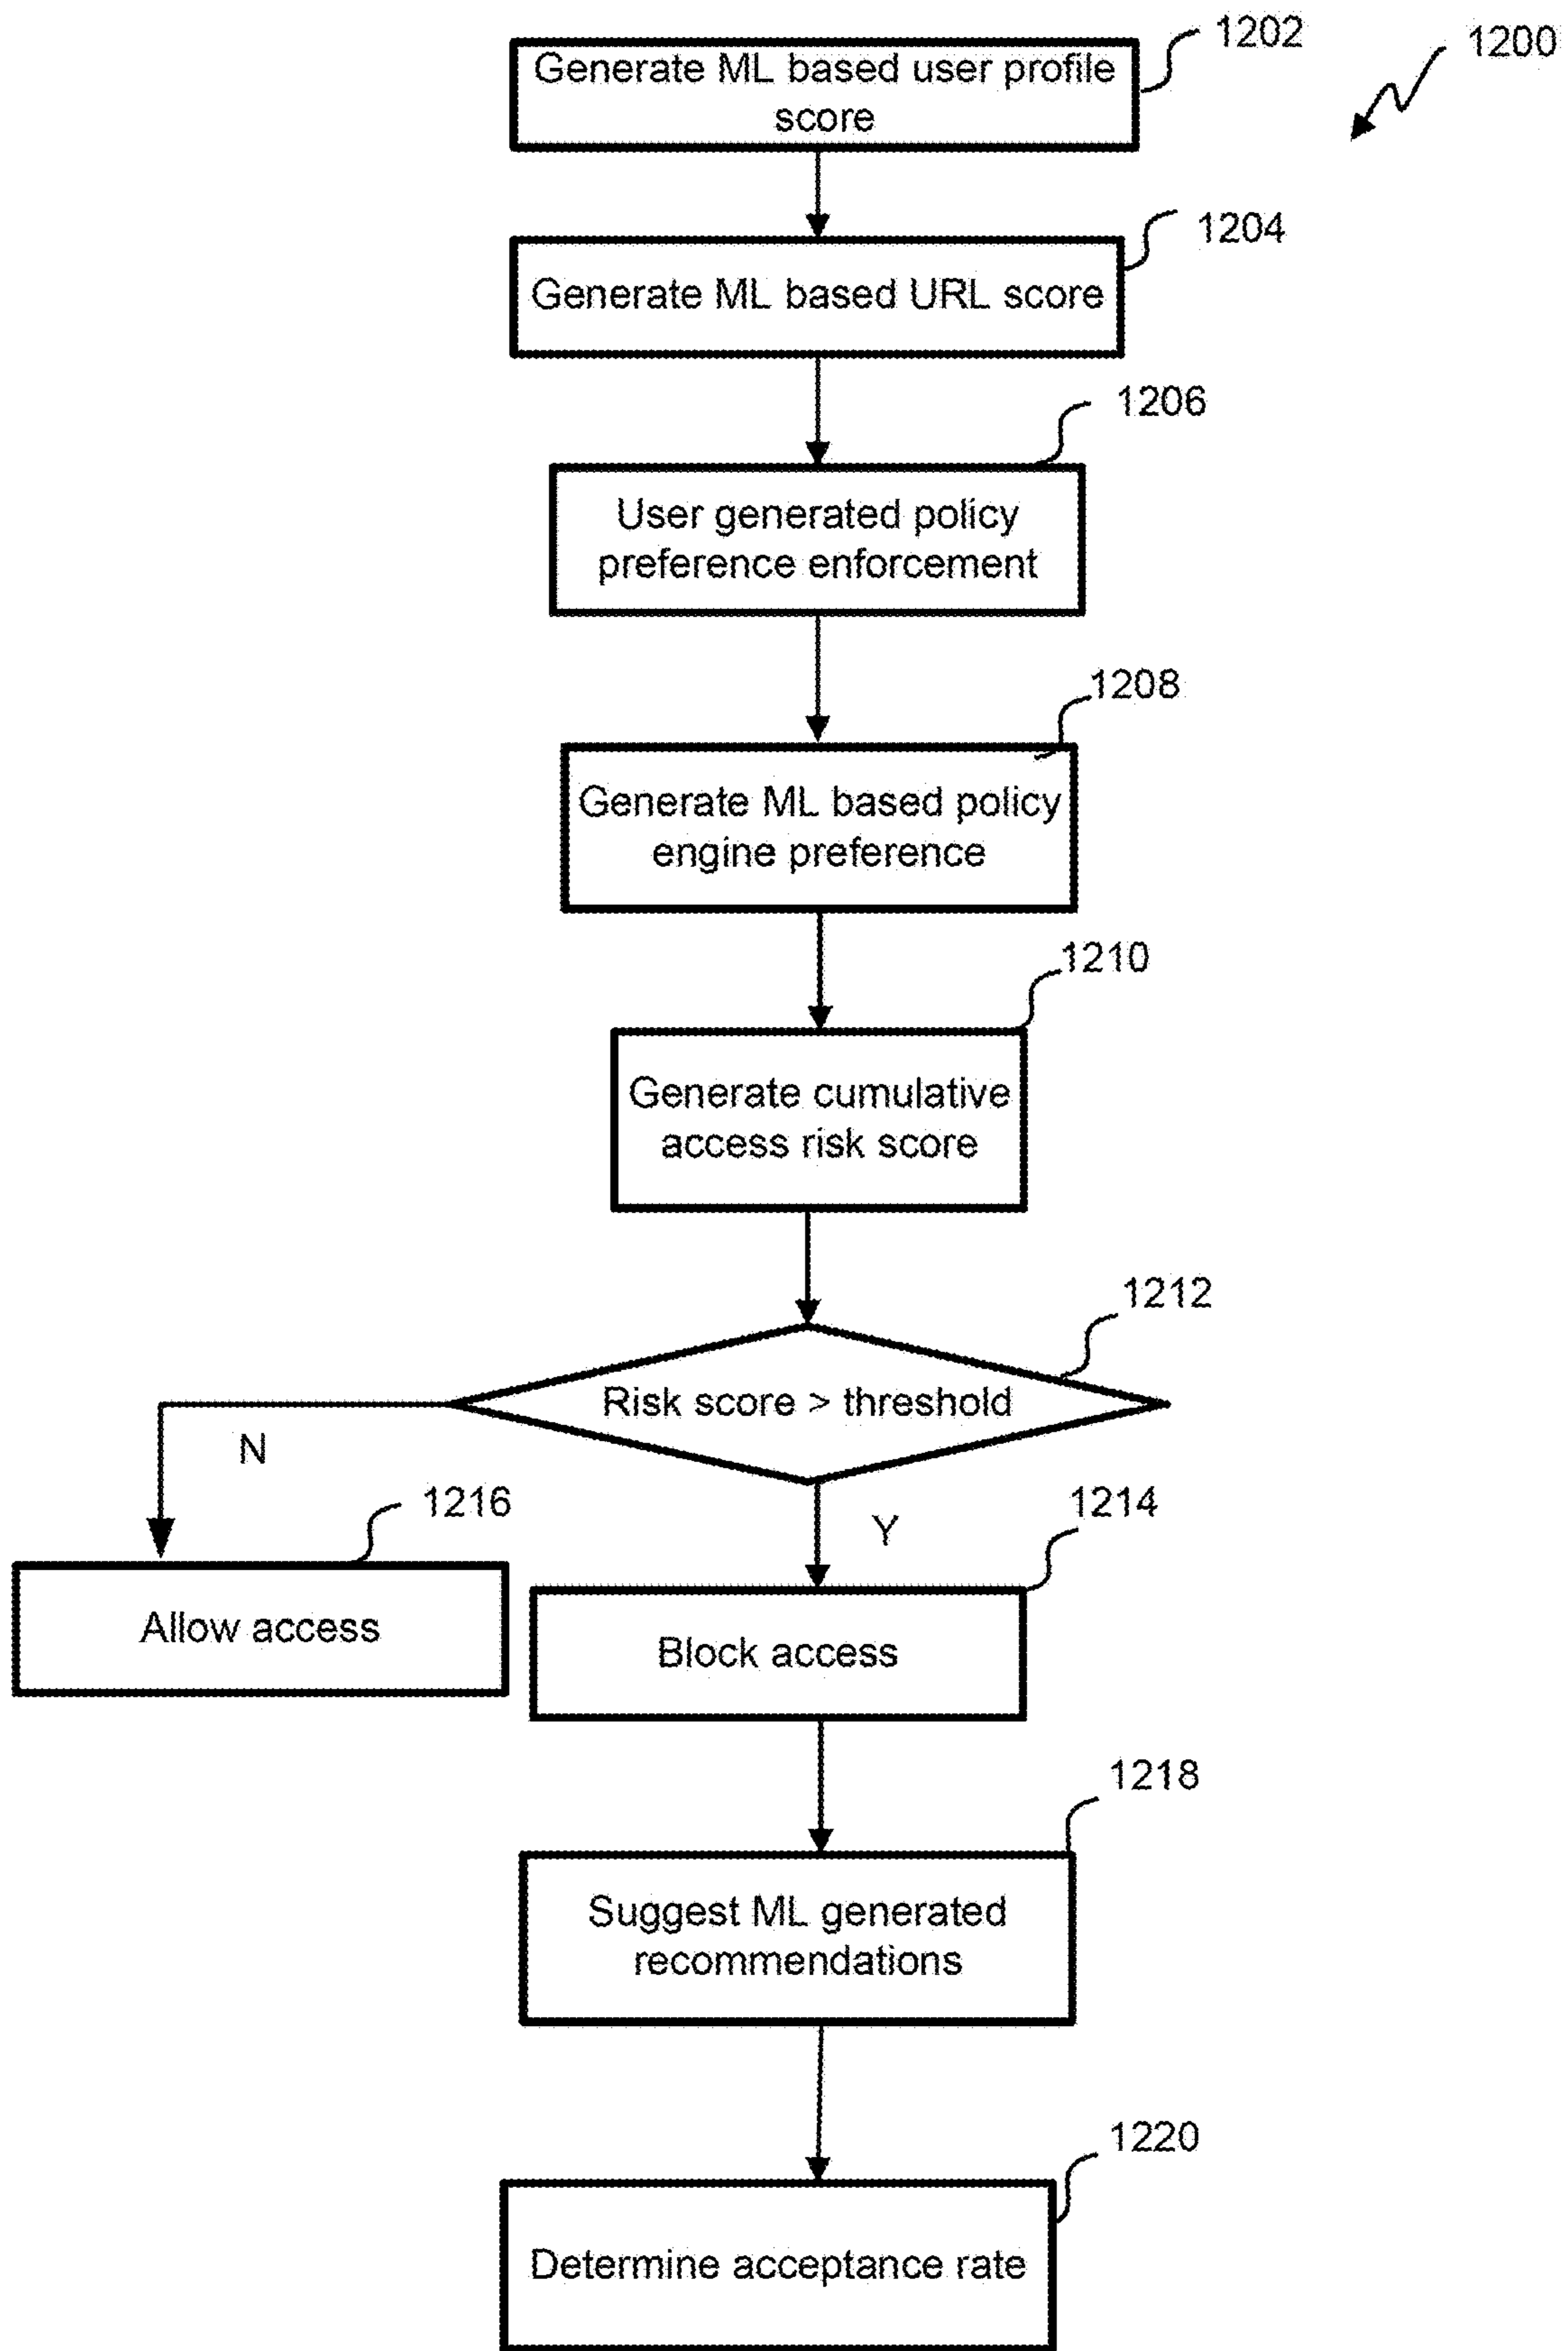 1202
1200
Generate ML based user profile
score
1204
Generate ML based URL score
1206
User generated policy
preference enforcement
1208
Generate ML based policy
engine preference
1210
Generate cumulative
access risk score
1212
Risk score > threshold
N
1216
Y
1214
Allow access
Block access
1218
Suggest ML generated
recommendations
1220
Determine acceptance rate